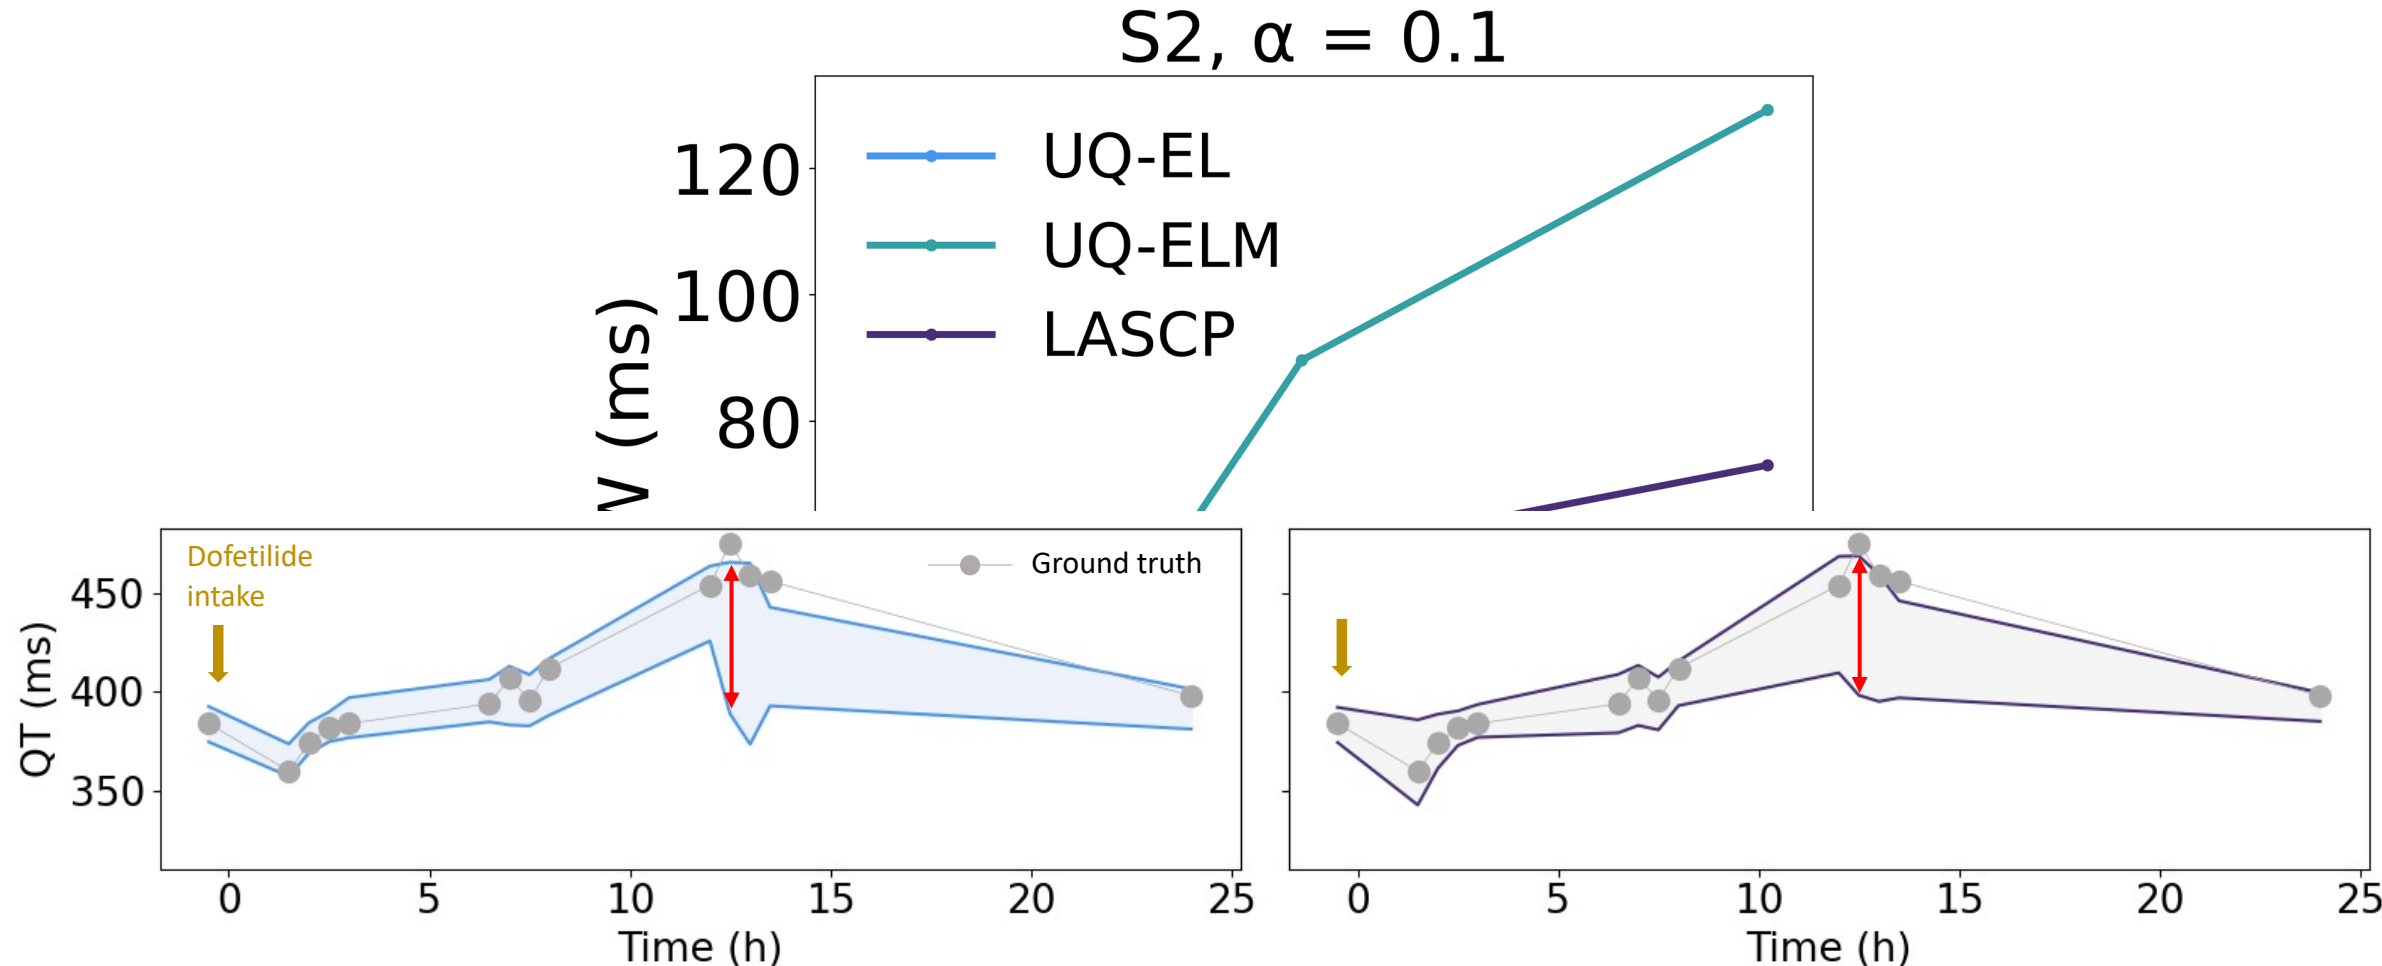 S2, α = 0.1
120
100
80
W (ms)
UQ-EL
UQ-ELM
LASCP
Dofetilide
intake
Ground truth
450
400
350
QT (ms)
0 5 10 15 20 25
Time (h)
0 5 10 15 20 25
Time (h)